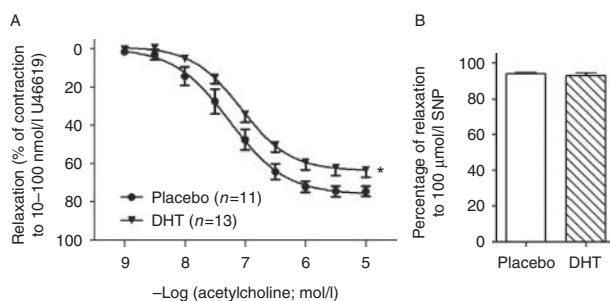 A
Relaxation (% of contraction
to 10–100 nmol/l U46619)
0
20
40
60
80
100
Placebo (n=11)
DHT (n=13)
*
9
8
7
6
5
–Log (acetylcholine; mol/l)
B
Percentage of relaxation
to 100 μmol/l SNP
100
80
60
40
20
0
Placebo
DHT